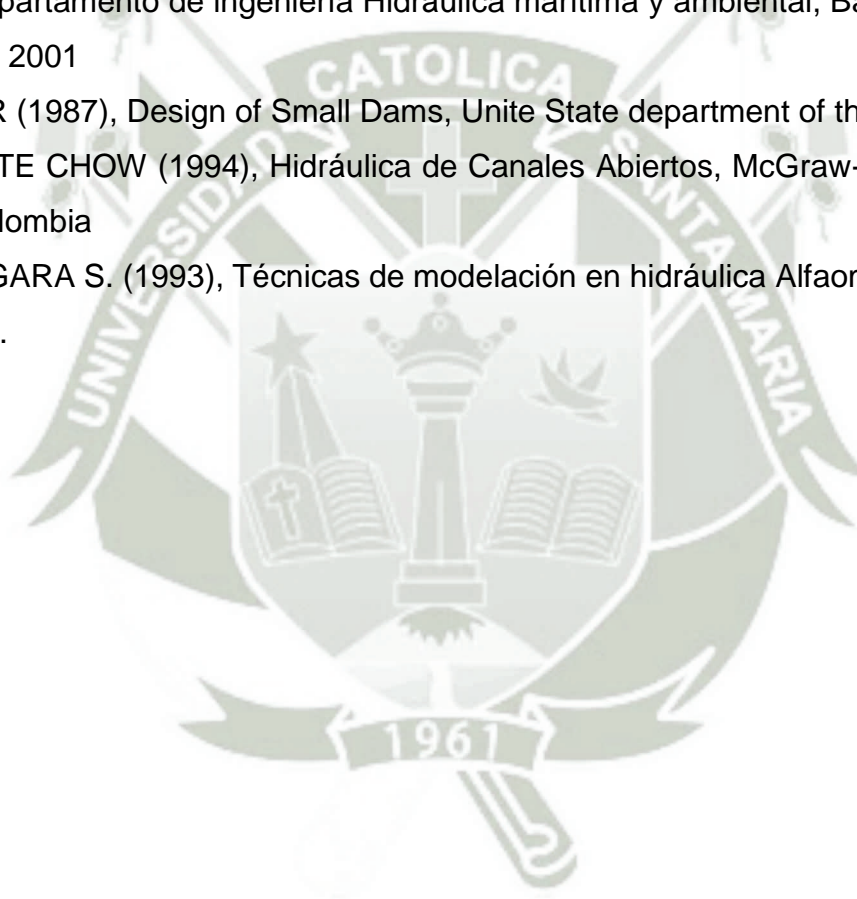 partamento de ingeniería Hidráulica marítima y ambiental, Ba
2001
R (1987), Design of Small Dams, Unite State department of th
TE CHOW (1994), Hidráulica de Canales Abiertos, McGraw-
lombia
GARA S. (1993), Técnicas de modelación en hidráulica Alfaor
.
UNIVERSIDAD CATOLICA SANTA MARIA
1961